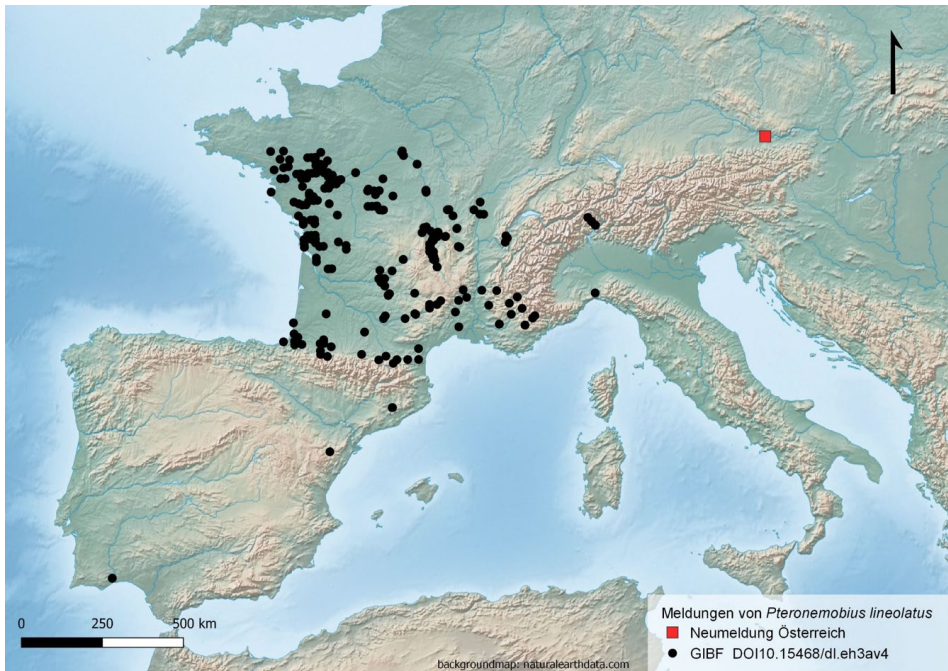 0 250 500 km
Meldungen von Pteronemobius lineolatus
Neumeldung Österreich
GIBF DOI10.15468/dl.eh3av4
backgroundmap: naturalearthdata.com